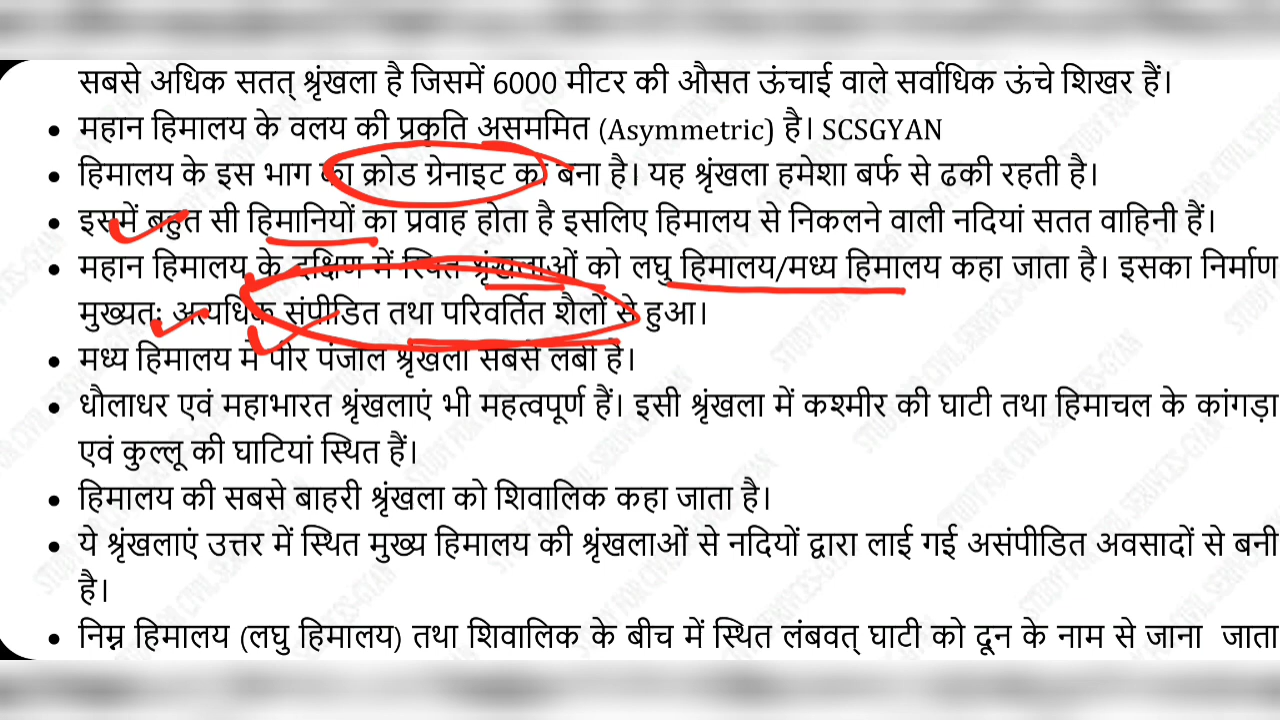 सबसे अधिक सतत् श्रृंखला है जिसमें 6000 मीटर की औसत ऊंचाई वाले सर्वाधिक ऊंचे शिखर हैं।
• महान हिमालय के वलय की प्रकृति असममित (Asymmetric) है। SCSGYAN
• हिमालय के इस भाग का क्रोड ग्रेनाइट का बना है। यह श्रृंखला हमेशा बर्फ से ढकी रहती है।
• इसमें बहुत सी हिमानियों का प्रवाह होता है इसलिए हिमालय से निकलने वाली नदियां सतत वाहिनी हैं।
• महान हिमालय के दक्षिण में स्थित श्रृंखलाओं को लघु हिमालय/मध्य हिमालय कहा जाता है। इसका निर्माण
मुख्यतः अत्यधिक संपीडित तथा परिवर्तित शैलों से हुआ।
• मध्य हिमालय में पीर पंजाल श्रृंखला सबसे लंबी है।
• धौलाधर एवं महाभारत श्रृंखलाएं भी महत्वपूर्ण हैं। इसी श्रृंखला में कश्मीर की घाटी तथा हिमाचल के कांगड़ा
एवं कुल्लू की घाटियां स्थित हैं।
• हिमालय की सबसे बाहरी श्रृंखला को शिवालिक कहा जाता है।
• ये श्रृंखलाएं उत्तर में स्थित मुख्य हिमालय की श्रृंखलाओं से नदियों द्वारा लाई गई असंपीडित अवसादों से बनी
है।
• निम्न हिमालय (लघु हिमालय) तथा शिवालिक के बीच में स्थित लंबवत् घाटी को दून के नाम से जाना जाता